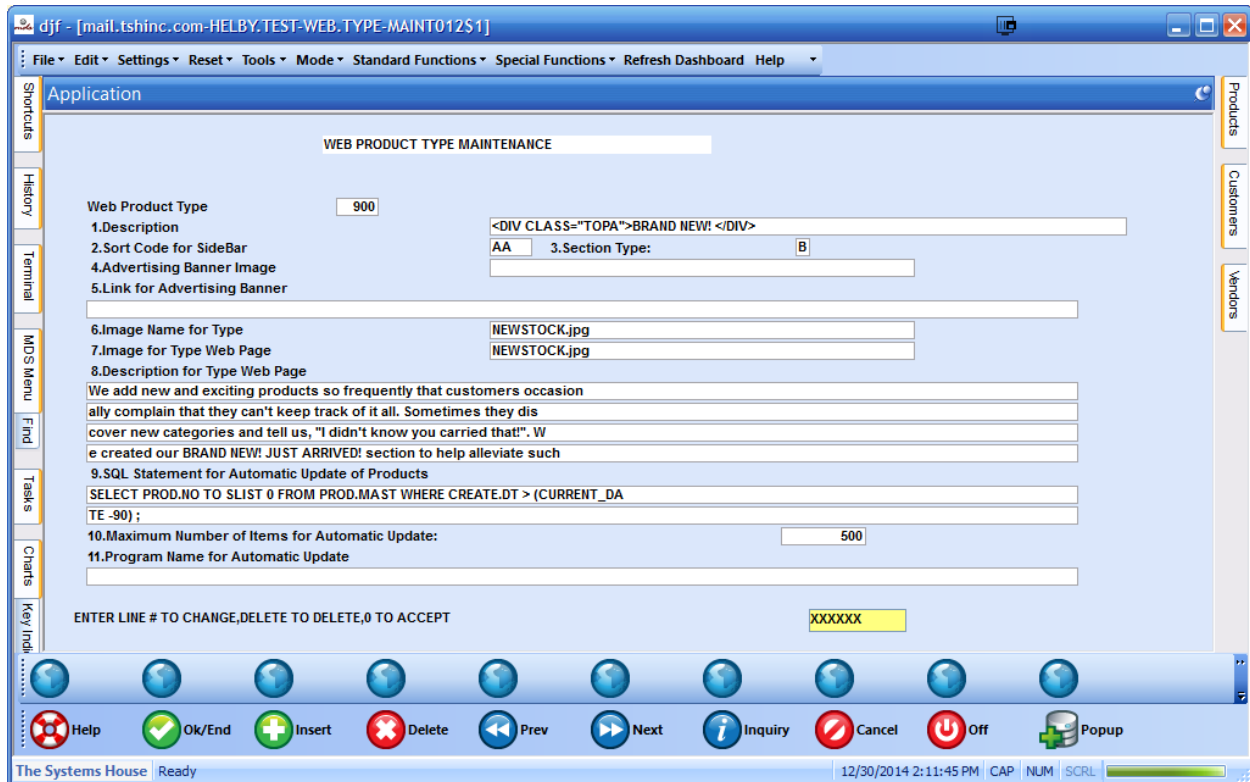 djf - [mail.tshinc.com-HELBY.TEST-WEB.TYPE-MAINT012$1]
File Edit Settings Reset Tools Mode Standard Functions Special Functions Refresh Dashboard Help
Application
Shortcuts
History
Terminal
MDS Menu
Find
Tasks
Charts
Key Indi
Products
Customers
Vendors
WEB PRODUCT TYPE MAINTENANCE
Web Product Type 900
1.Description <DIV CLASS="TOPA">BRAND NEW! </DIV>
2.Sort Code for SideBar AA 3.Section Type: B
4.Advertising Banner Image
5.Link for Advertising Banner
6.Image Name for Type NEWSTOCK.jpg
7.Image for Type Web Page NEWSTOCK.jpg
8.Description for Type Web Page
We add new and exciting products so frequently that customers occasion
ally complain that they can't keep track of it all. Sometimes they dis
cover new categories and tell us, "I didn't know you carried that!". W
e created our BRAND NEW! JUST ARRIVED! section to help alleviate such
9.SQL Statement for Automatic Update of Products
SELECT PROD.NO TO SLIST 0 FROM PROD.MAST WHERE CREATE.DT > (CURRENT_DA
TE -90) ;
10.Maximum Number of Items for Automatic Update: 500
11.Program Name for Automatic Update
ENTER LINE # TO CHANGE,DELETE TO DELETE,0 TO ACCEPT XXXXXX
Help Ok/End Insert Delete Prev Next Inquiry Cancel Off Popup
The Systems House Ready 12/30/2014 2:11:45 PM CAP NUM SCRL